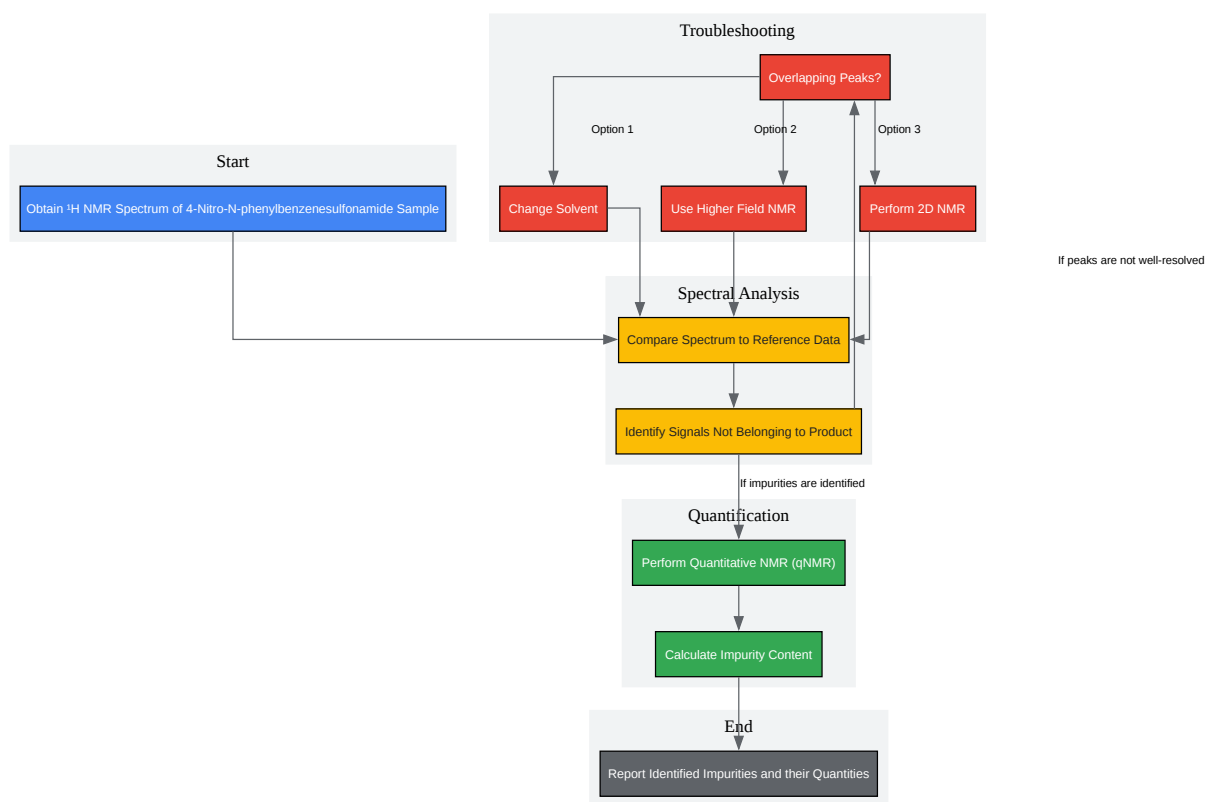 Troubleshooting
Overlapping Peaks?
Option 1
Option 2
Option 3
Start
Obtain ¹H NMR Spectrum of 4-Nitro-N-phenylbenzenesulfonamide Sample
Change Solvent
Use Higher Field NMR
Perform 2D NMR
If peaks are not well-resolved
Spectral Analysis
Compare Spectrum to Reference Data
Identify Signals Not Belonging to Product
If impurities are identified
Quantification
Perform Quantitative NMR (qNMR)
Calculate Impurity Content
End
Report Identified Impurities and their Quantities